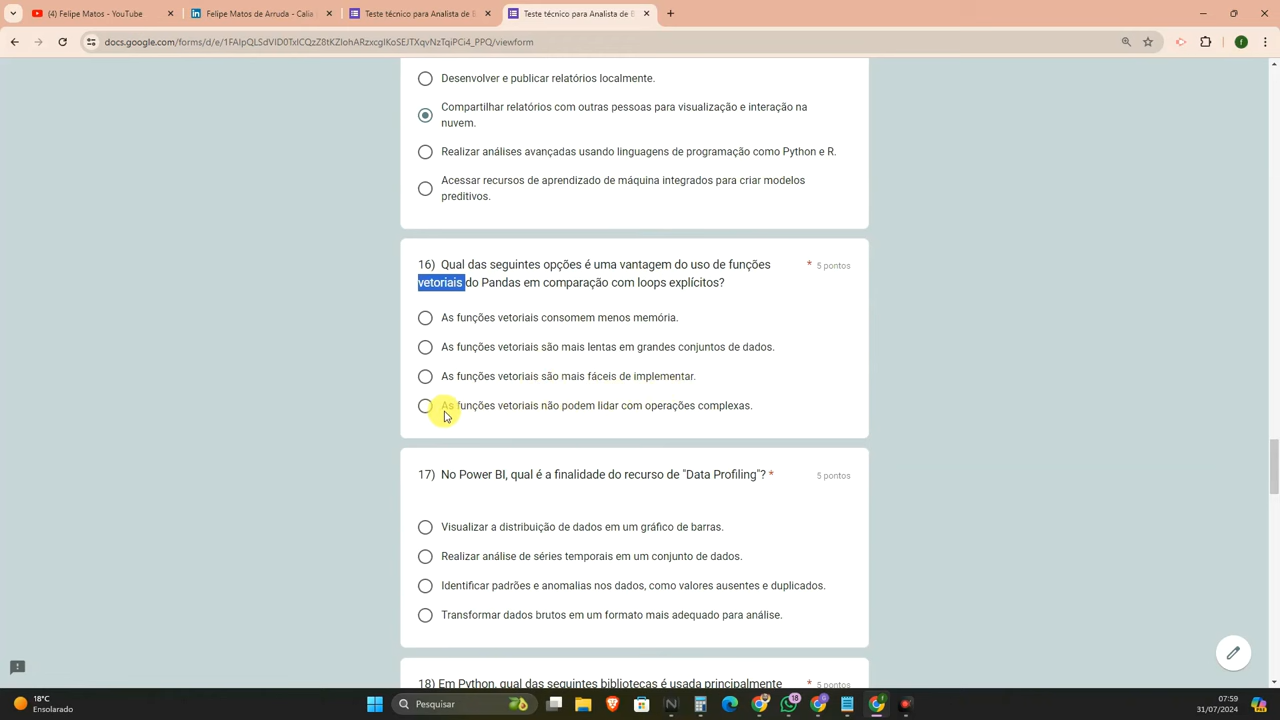 (4) Felipe Matos - YouTube
Felipe Matos de Arruda - Calia
Teste técnico para Analista de B
Teste técnico para Analista de B
docs.google.com/forms/d/e/1FAIpQLSdVID0TxICQzZ8tKZIohARzxcgIKoSEJTXqvNzTqiPCi4_PPQ/viewform
f
Desenvolver e publicar relatórios localmente.
Compartilhar relatórios com outras pessoas para visualização e interação na
nuvem.
Realizar análises avançadas usando linguagens de programação como Python e R.
Acessar recursos de aprendizado de máquina integrados para criar modelos
preditivos.
16) Qual das seguintes opções é uma vantagem do uso de funções * 5 pontos
vetoriais do Pandas em comparação com loops explícitos?
As funções vetoriais consomem menos memória.
As funções vetoriais são mais lentas em grandes conjuntos de dados.
As funções vetoriais são mais fáceis de implementar.
As funções vetoriais não podem lidar com operações complexas.
17) No Power BI, qual é a finalidade do recurso de "Data Profiling"? * 5 pontos
Visualizar a distribuição de dados em um gráfico de barras.
Realizar análise de séries temporais em um conjunto de dados.
Identificar padrões e anomalias nos dados, como valores ausentes e duplicados.
Transformar dados brutos em um formato mais adequado para análise.
18) Em Python, qual das seguintes bibliotecas é usada principalmente * 5 pontos
18°C
Ensolarado
Pesquisar
18
07:59
31/07/2024